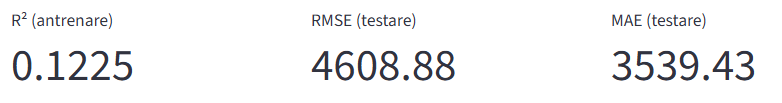 R² (antrenare) RMSE (testare) MAE (testare)
0.1225 4608.88 3539.43